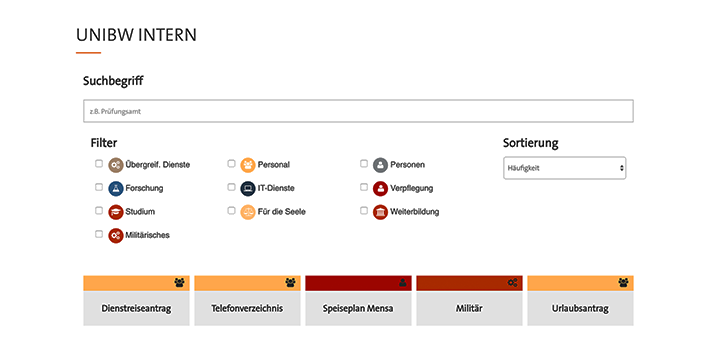 UNIBW INTERN
Suchbegriff
z.B. Prüfungsamt
Filter
Sortierung
Übergreif. Dienste
Personal
Personen
Häufigkeit
Forschung
IT-Dienste
Verpflegung
Studium
Für die Seele
Weiterbildung
Militärisches
Dienstreiseantrag
Telefonverzeichnis
Speiseplan Mensa
Militär
Urlaubsantrag